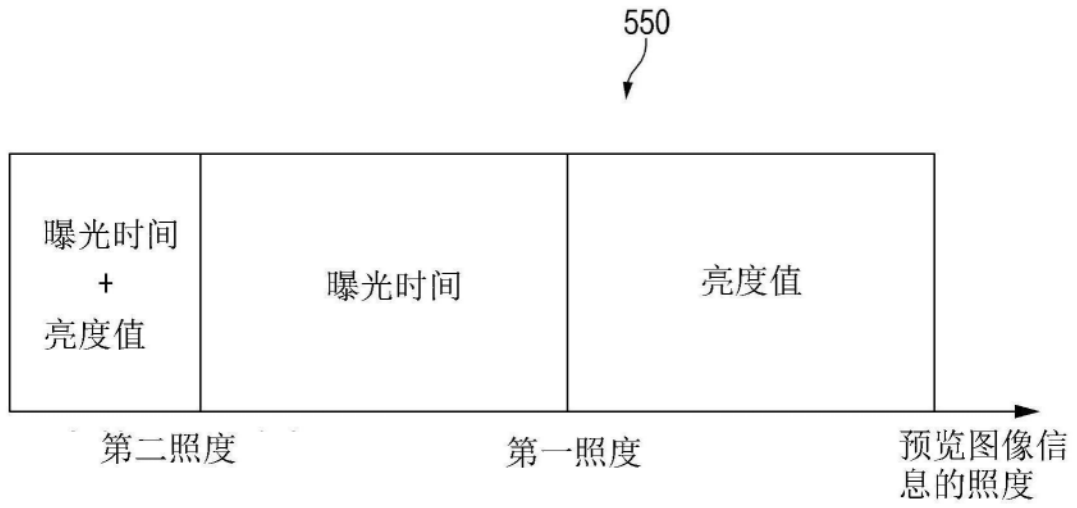 550
曝光时间
+
亮度值
曝光时间
亮度值
第二照度
第一照度
预览图像信
息的照度